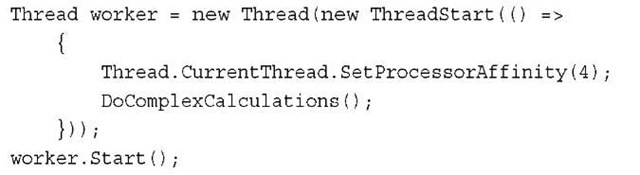 Thread worker = new Thread(new ThreadStart(() =>
    {
        Thread.CurrentThread.SetProcessorAffinity(4);
        DoComplexCalculations();
    }));
worker.Start();